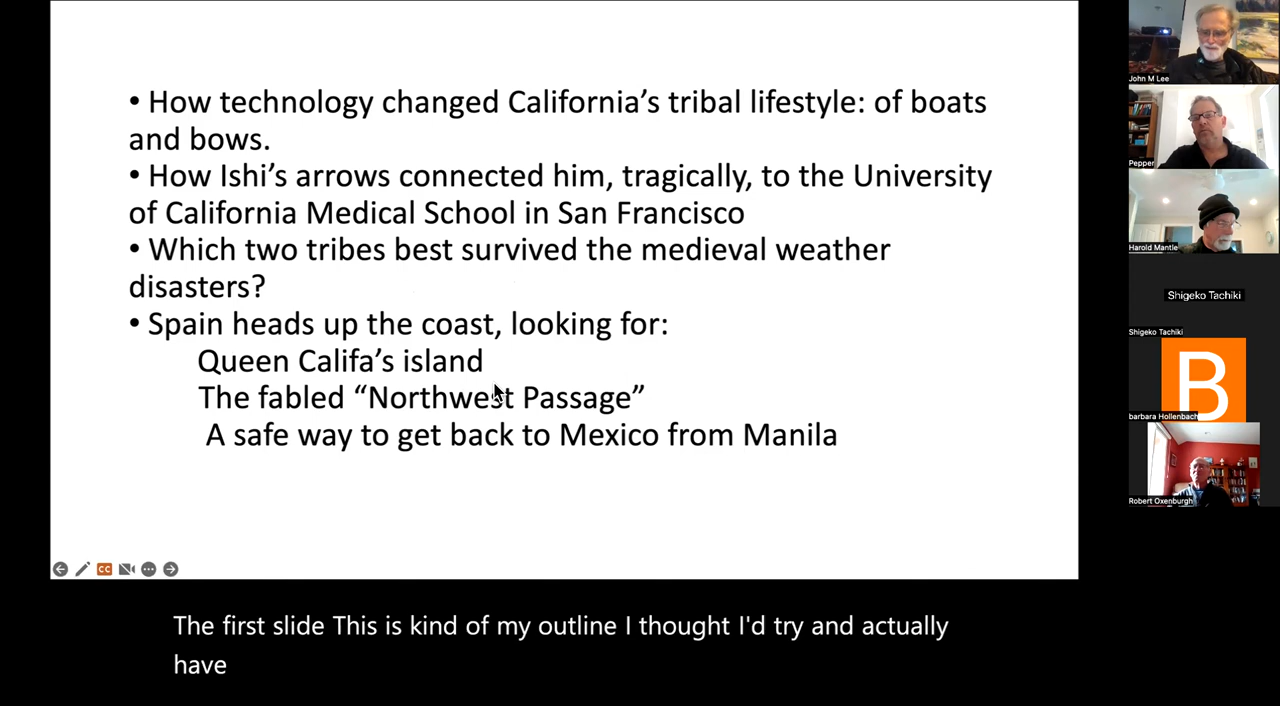 • How technology changed California’s tribal lifestyle: of boats
and bows.
• How Ishi’s arrows connected him, tragically, to the University
of California Medical School in San Francisco
• Which two tribes best survived the medieval weather
disasters?
• Spain heads up the coast, looking for:
Queen Califa’s island
The fabled “Northwest Passage”
A safe way to get back to Mexico from Manila
CC
The first slide This is kind of my outline I thought I'd try and actually
have
John M Lee
Pepper
Harold Mantle
Shigeko Tachiki
Shigeko Tachiki
B
barbara Hollenbach
Robert Oxenburgh